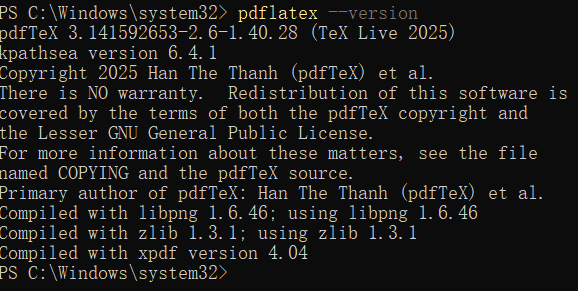 PS C:\Windows\system32> pdflatex --version
pdfTeX 3.141592653-2.6-1.40.28 (TeX Live 2025)
kpathsea version 6.4.1
Copyright 2025 Han The Thanh (pdfTeX) et al.
There is NO warranty.  Redistribution of this software is
covered by the terms of both the pdfTeX copyright and
the Lesser GNU General Public License.
For more information about these matters, see the file
named COPYING and the pdfTeX source.
Primary author of pdfTeX: Han The Thanh (pdfTeX) et al.
Compiled with libpng 1.6.46; using libpng 1.6.46
Compiled with zlib 1.3.1; using zlib 1.3.1
Compiled with xpdf version 4.04
PS C:\Windows\system32>